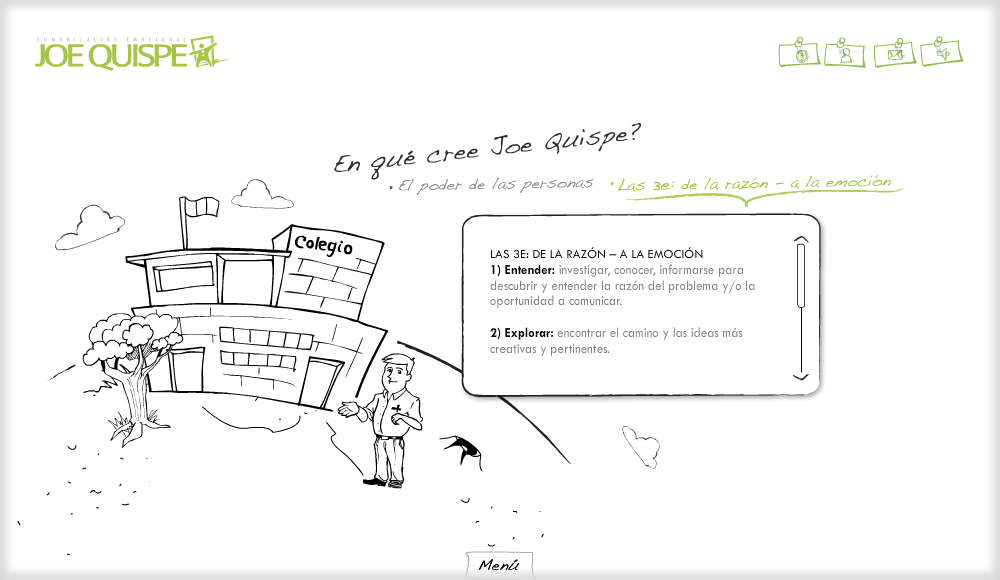 COMUNICACIÓN EMOCIONAL
JOE QUISPE
En qué cree Joe Quispe?
• El poder de las personas
• Las 3e: de la razón – a la emoción
Colegio
LAS 3E: DE LA RAZÓN – A LA EMOCIÓN
1) Entender: investigar, conocer, informarse para
descubrir y entender la razón del problema y/o la
oportunidad a comunicar.
2) Explorar: encontrar el camino y las ideas más
creativas y pertinentes.
Menú